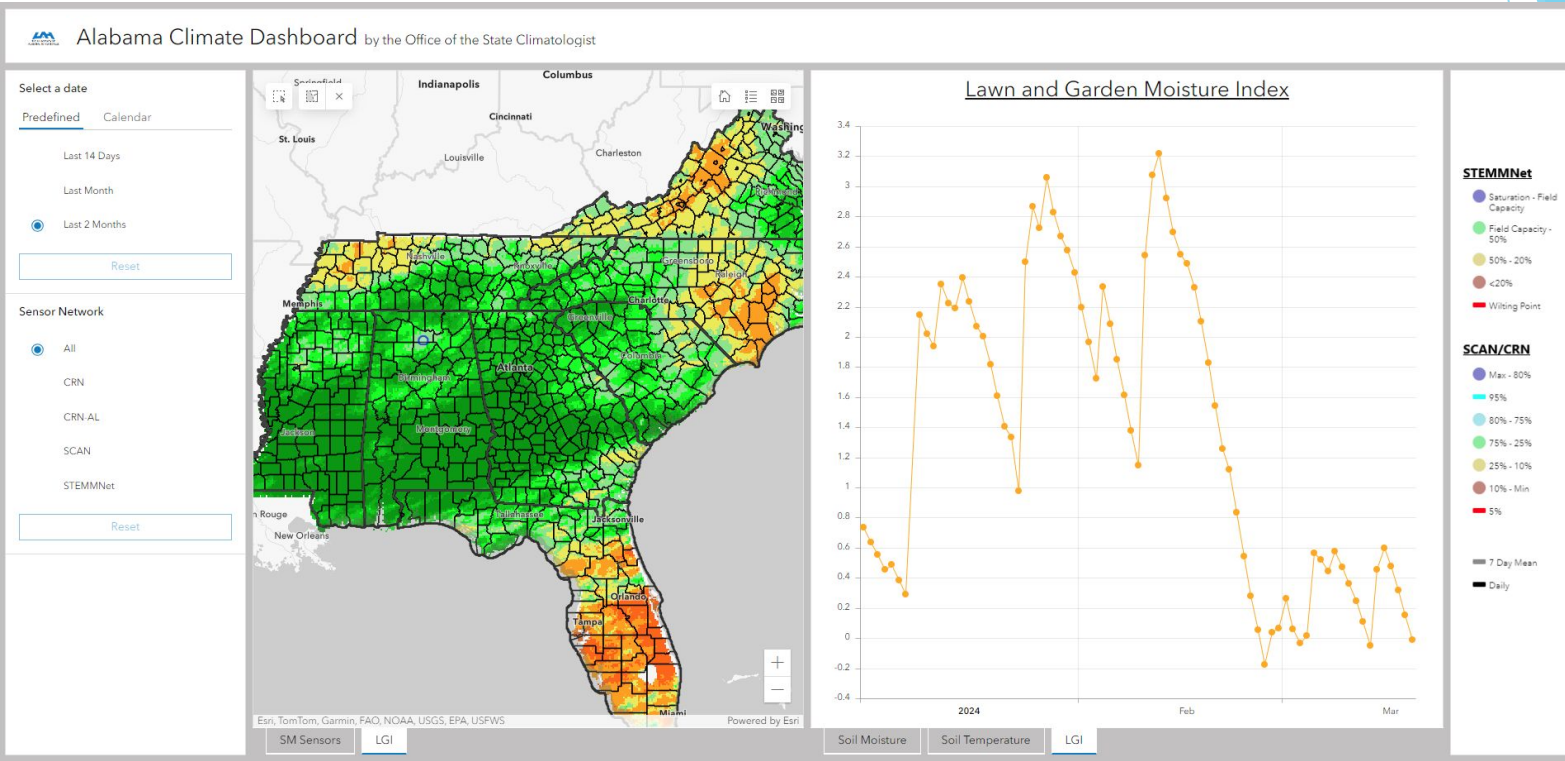 Alabama Climate Dashboard by the Office of the State Climatologist
Select a date
Predefined
Calendar
Last 14 Days
Last Month
Last 2 Months
Reset
Sensor Network
All
CRN
CRN-AL
SCAN
STEMMNet
Reset
Springfield
Indianapolis
Columbus
Cincinnati
Washing
St. Louis
Louisville
Charleston
Richmond
Nashville
Knoxville
Greensboro
Raleigh
Memphis
Charlotte
Greenville
Columbia
Atlanta
Birmingham
Jackson
Montgomery
n Rouge
Tallahassee
Jacksonville
New Orleans
Orlando
Tampa
Miami
Esri, TomTom, Garmin, FAO, NOAA, USGS, EPA, USFWS
Powered by Esri
SM Sensors
LGI
Lawn and Garden Moisture Index
3.4
3.2
3
2.8
2.6
2.4
2.2
2
1.8
1.6
1.4
1.2
1
0.8
0.6
0.4
0.2
0
-0.2
-0.4
2024
Feb
Mar
Soil Moisture
Soil Temperature
LGI
STEMMNet
Saturation - Field
Capacity
Field Capacity -
50%
50% - 20%
<20%
Wilting Point
SCAN/CRN
Max - 80%
95%
80% - 75%
75% - 25%
25% - 10%
10% - Min
5%
7 Day Mean
Daily